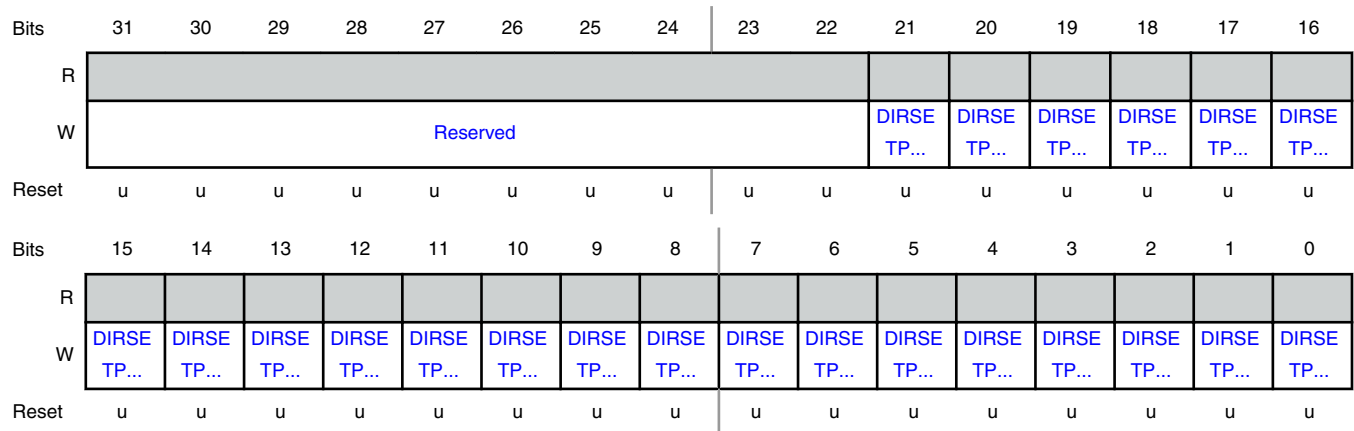 Bits 31 30 29 28 27 26 25 24 23 22 21 20 19 18 17 16
R
W Reserved DIRSE DIRSE DIRSE DIRSE DIRSE DIRSE
TP... TP... TP... TP... TP... TP...
Reset u u u u u u u u u u u u u u u u
Bits 15 14 13 12 11 10 9 8 7 6 5 4 3 2 1 0
R
W DIRSE DIRSE DIRSE DIRSE DIRSE DIRSE DIRSE DIRSE DIRSE DIRSE DIRSE DIRSE DIRSE DIRSE DIRSE DIRSE
TP... TP... TP... TP... TP... TP... TP... TP... TP... TP... TP... TP... TP... TP... TP... TP...
Reset u u u u u u u u u u u u u u u u